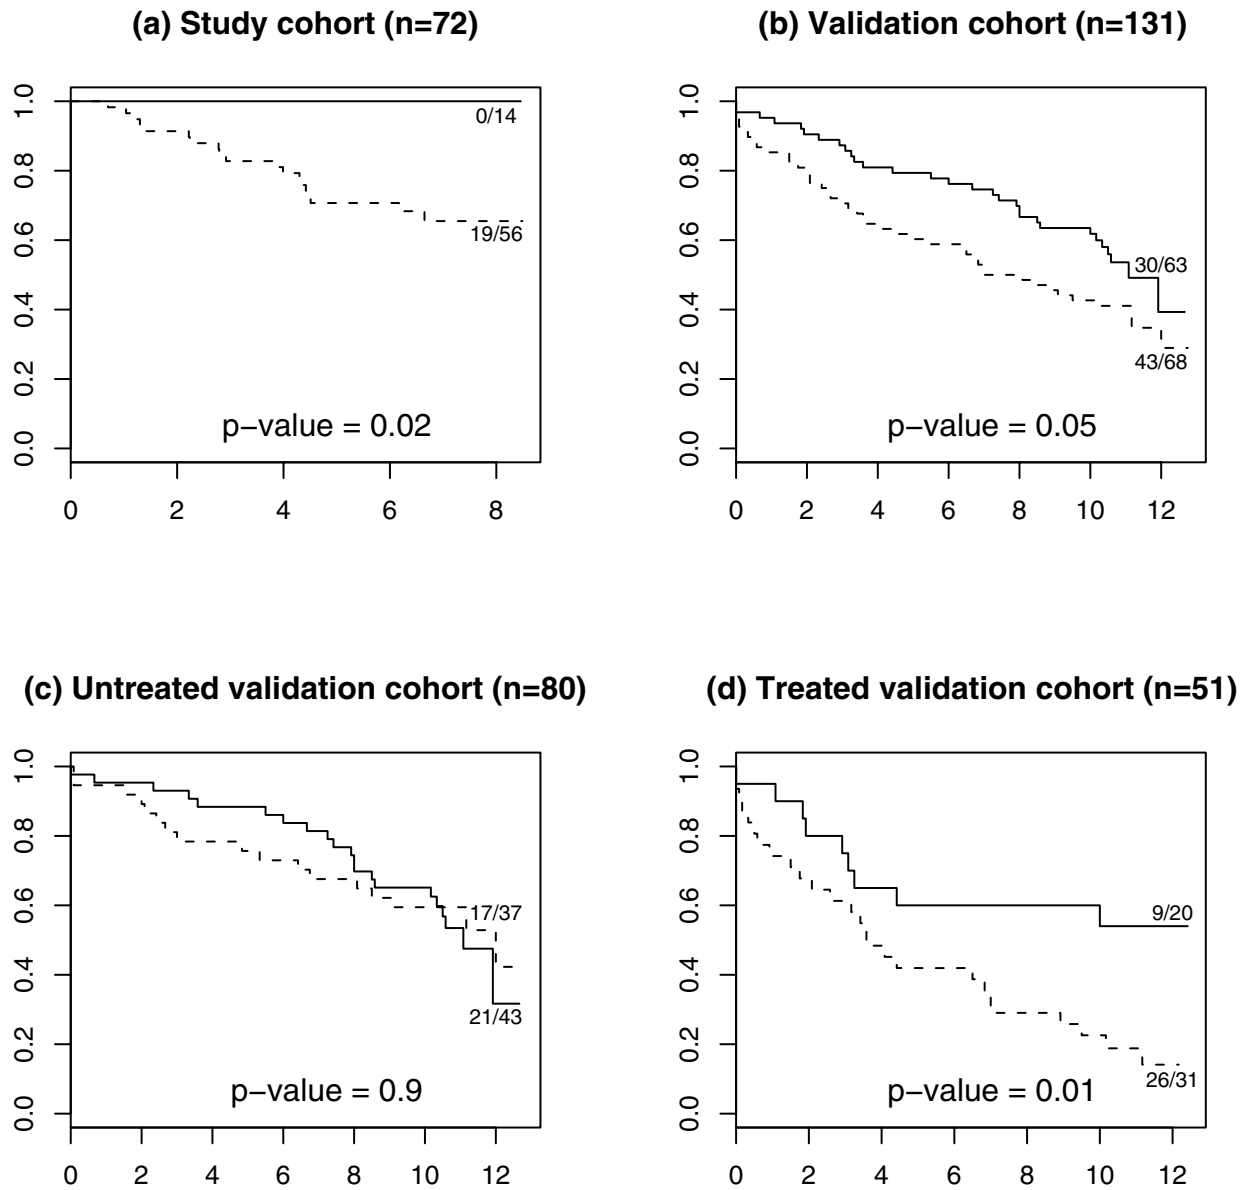 (a) Study cohort (n=72)
1.0
0.8
0.6
0.4
0.2
0.0
0/14
19/56
p−value = 0.02
0 2 4 6 8
(b) Validation cohort (n=131)
1.0
0.8
0.6
0.4
0.2
0.0
30/63
43/68
p−value = 0.05
0 2 4 6 8 10 12
(c) Untreated validation cohort (n=80)
1.0
0.8
0.6
0.4
0.2
0.0
17/37
21/43
p−value = 0.9
0 2 4 6 8 10 12
(d) Treated validation cohort (n=51)
1.0
0.8
0.6
0.4
0.2
0.0
9/20
26/31
p−value = 0.01
0 2 4 6 8 10 12